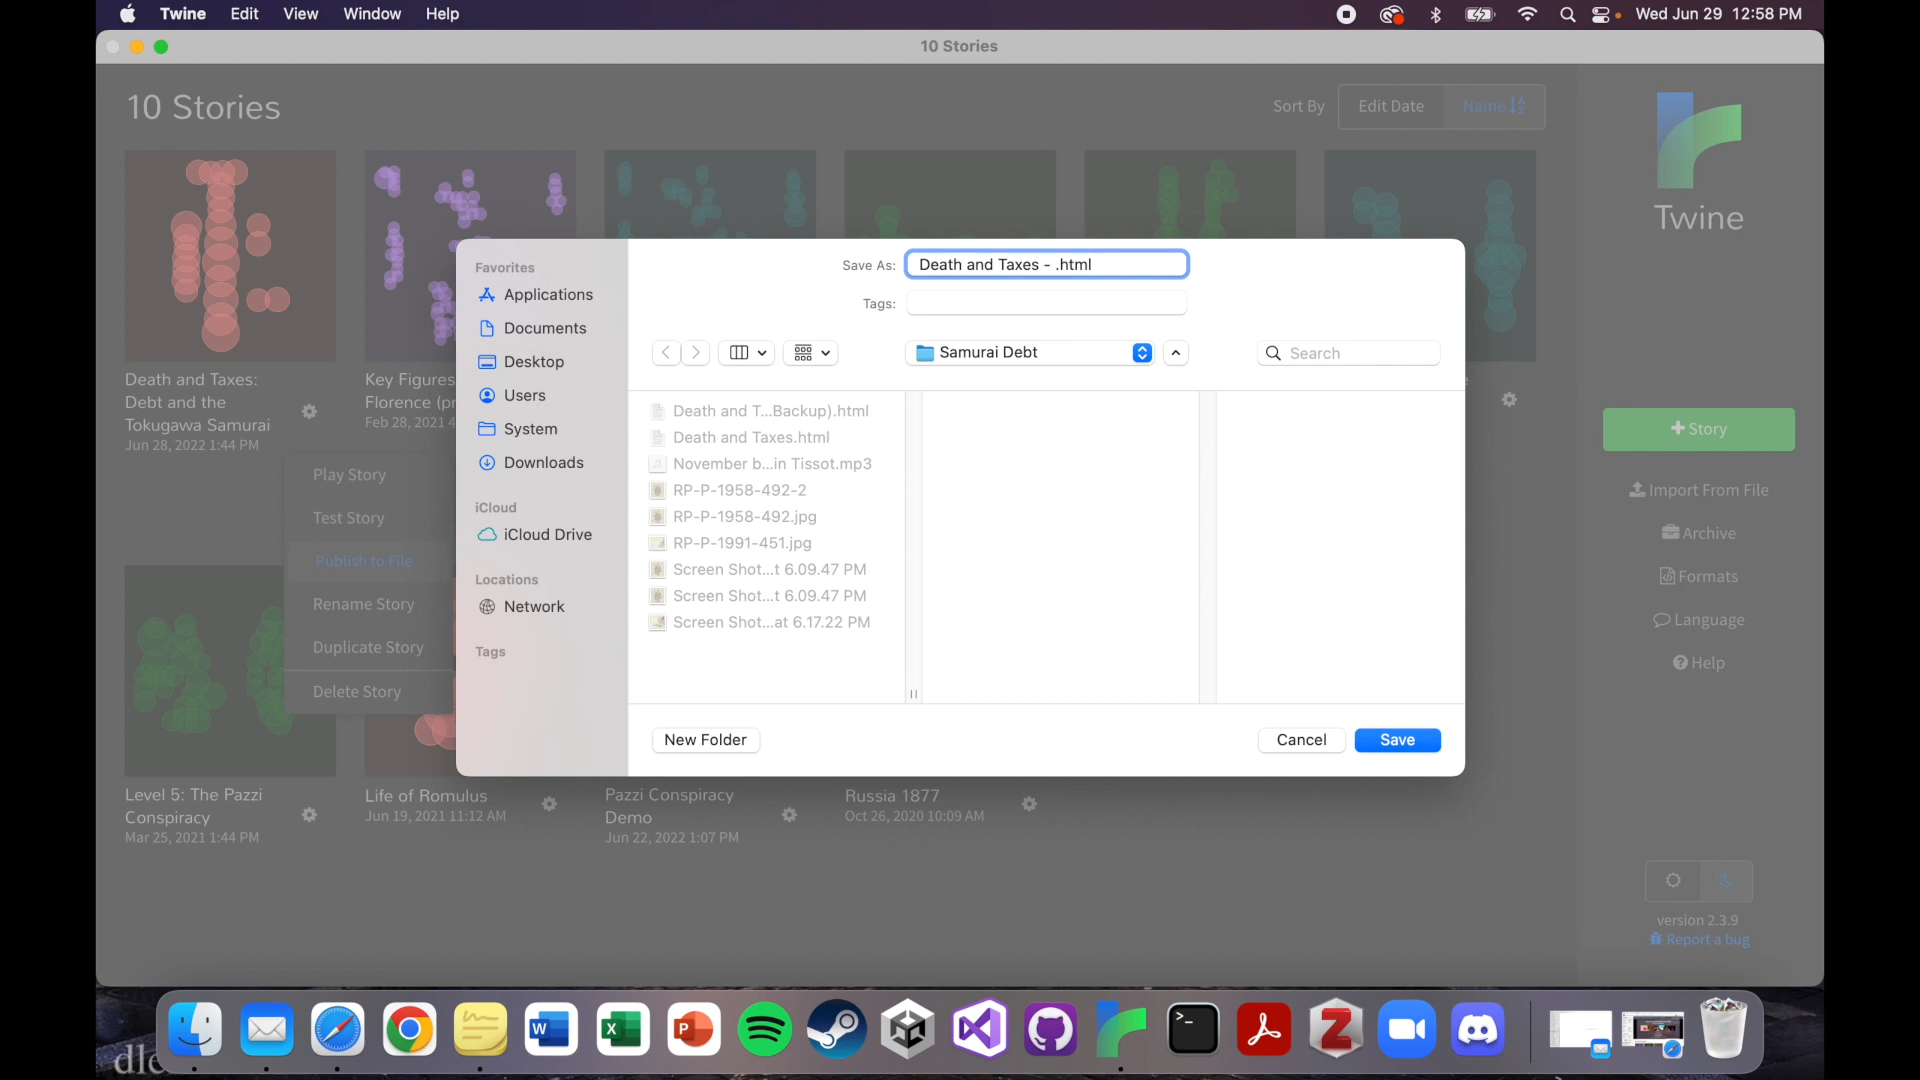 Twine Edit View Window Help
Wed Jun 29 12:58 PM
10 Stories
10 Stories
Sort By Edit Date Name
Twine
Save As: Death and Taxes - .html
Tags:
Favorites
Applications
Documents
Desktop
Users
System
Downloads
iCloud
iCloud Drive
Locations
Network
Tags
Samurai Debt
Search
Death and T...Backup).html
Death and Taxes.html
November b...in Tissot.mp3
RP-P-1958-492-2
RP-P-1958-492.jpg
RP-P-1991-451.jpg
Screen Shot...t 6.09.47 PM
Screen Shot...t 6.09.47 PM
Screen Shot...at 6.17.22 PM
New Folder
Cancel
Save
Death and Taxes:
Debt and the
Tokugawa Samurai
Jun 28, 2022 1:44 PM
Key Figures
Florence
Feb 28, 2021
Play Story
Test Story
Publish to File
Rename Story
Duplicate Story
Delete Story
+ Story
Import From File
Archive
Formats
Language
Help
Level 5: The Pazzi
Conspiracy
Mar 25, 2021 1:44 PM
Life of Romulus
Jun 19, 2021 11:12 AM
Pazzi Conspiracy
Demo
Jun 22, 2022 1:07 PM
Russia 1877
Oct 26, 2020 10:09 AM
version 2.3.9
Report a bug
W
X
P
>_
Z